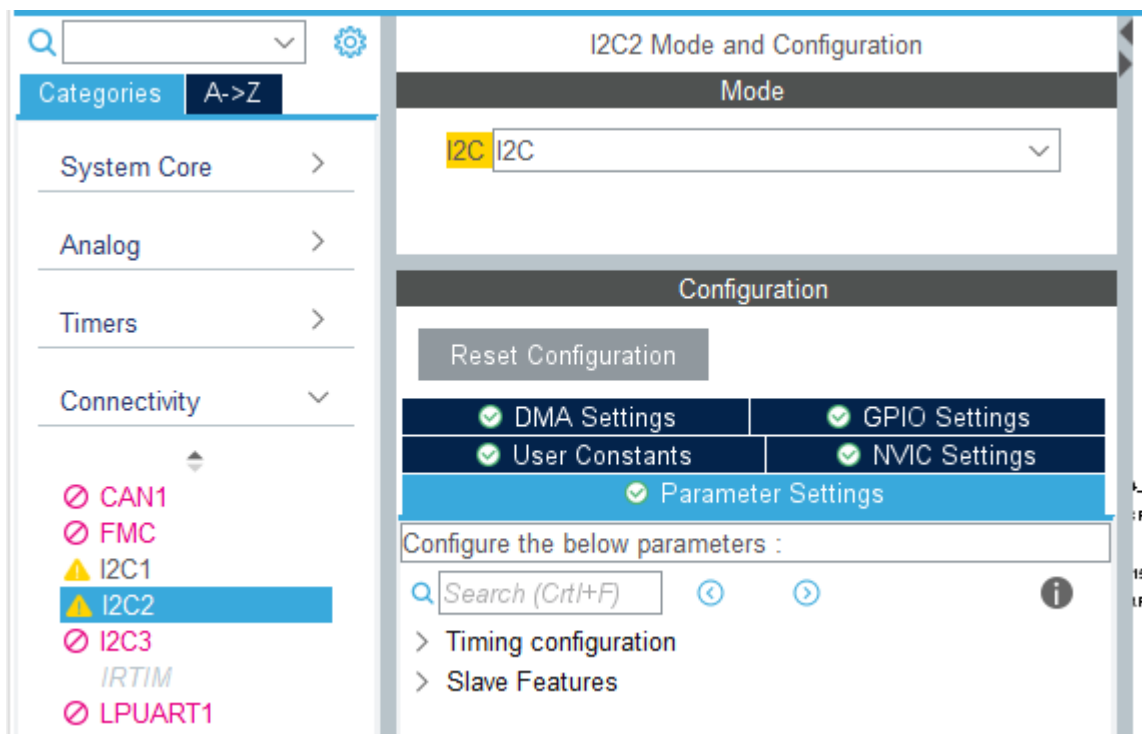 Categories
A->Z
System Core
Analog
Timers
Connectivity
CAN1
FMC
I2C1
I2C2
I2C3
IRTIM
LPUART1
I2C2 Mode and Configuration
Mode
I2C I2C
Configuration
Reset Configuration
DMA Settings
GPIO Settings
User Constants
NVIC Settings
Parameter Settings
Configure the below parameters :
Search (Crtl+F)
Timing configuration
Slave Features